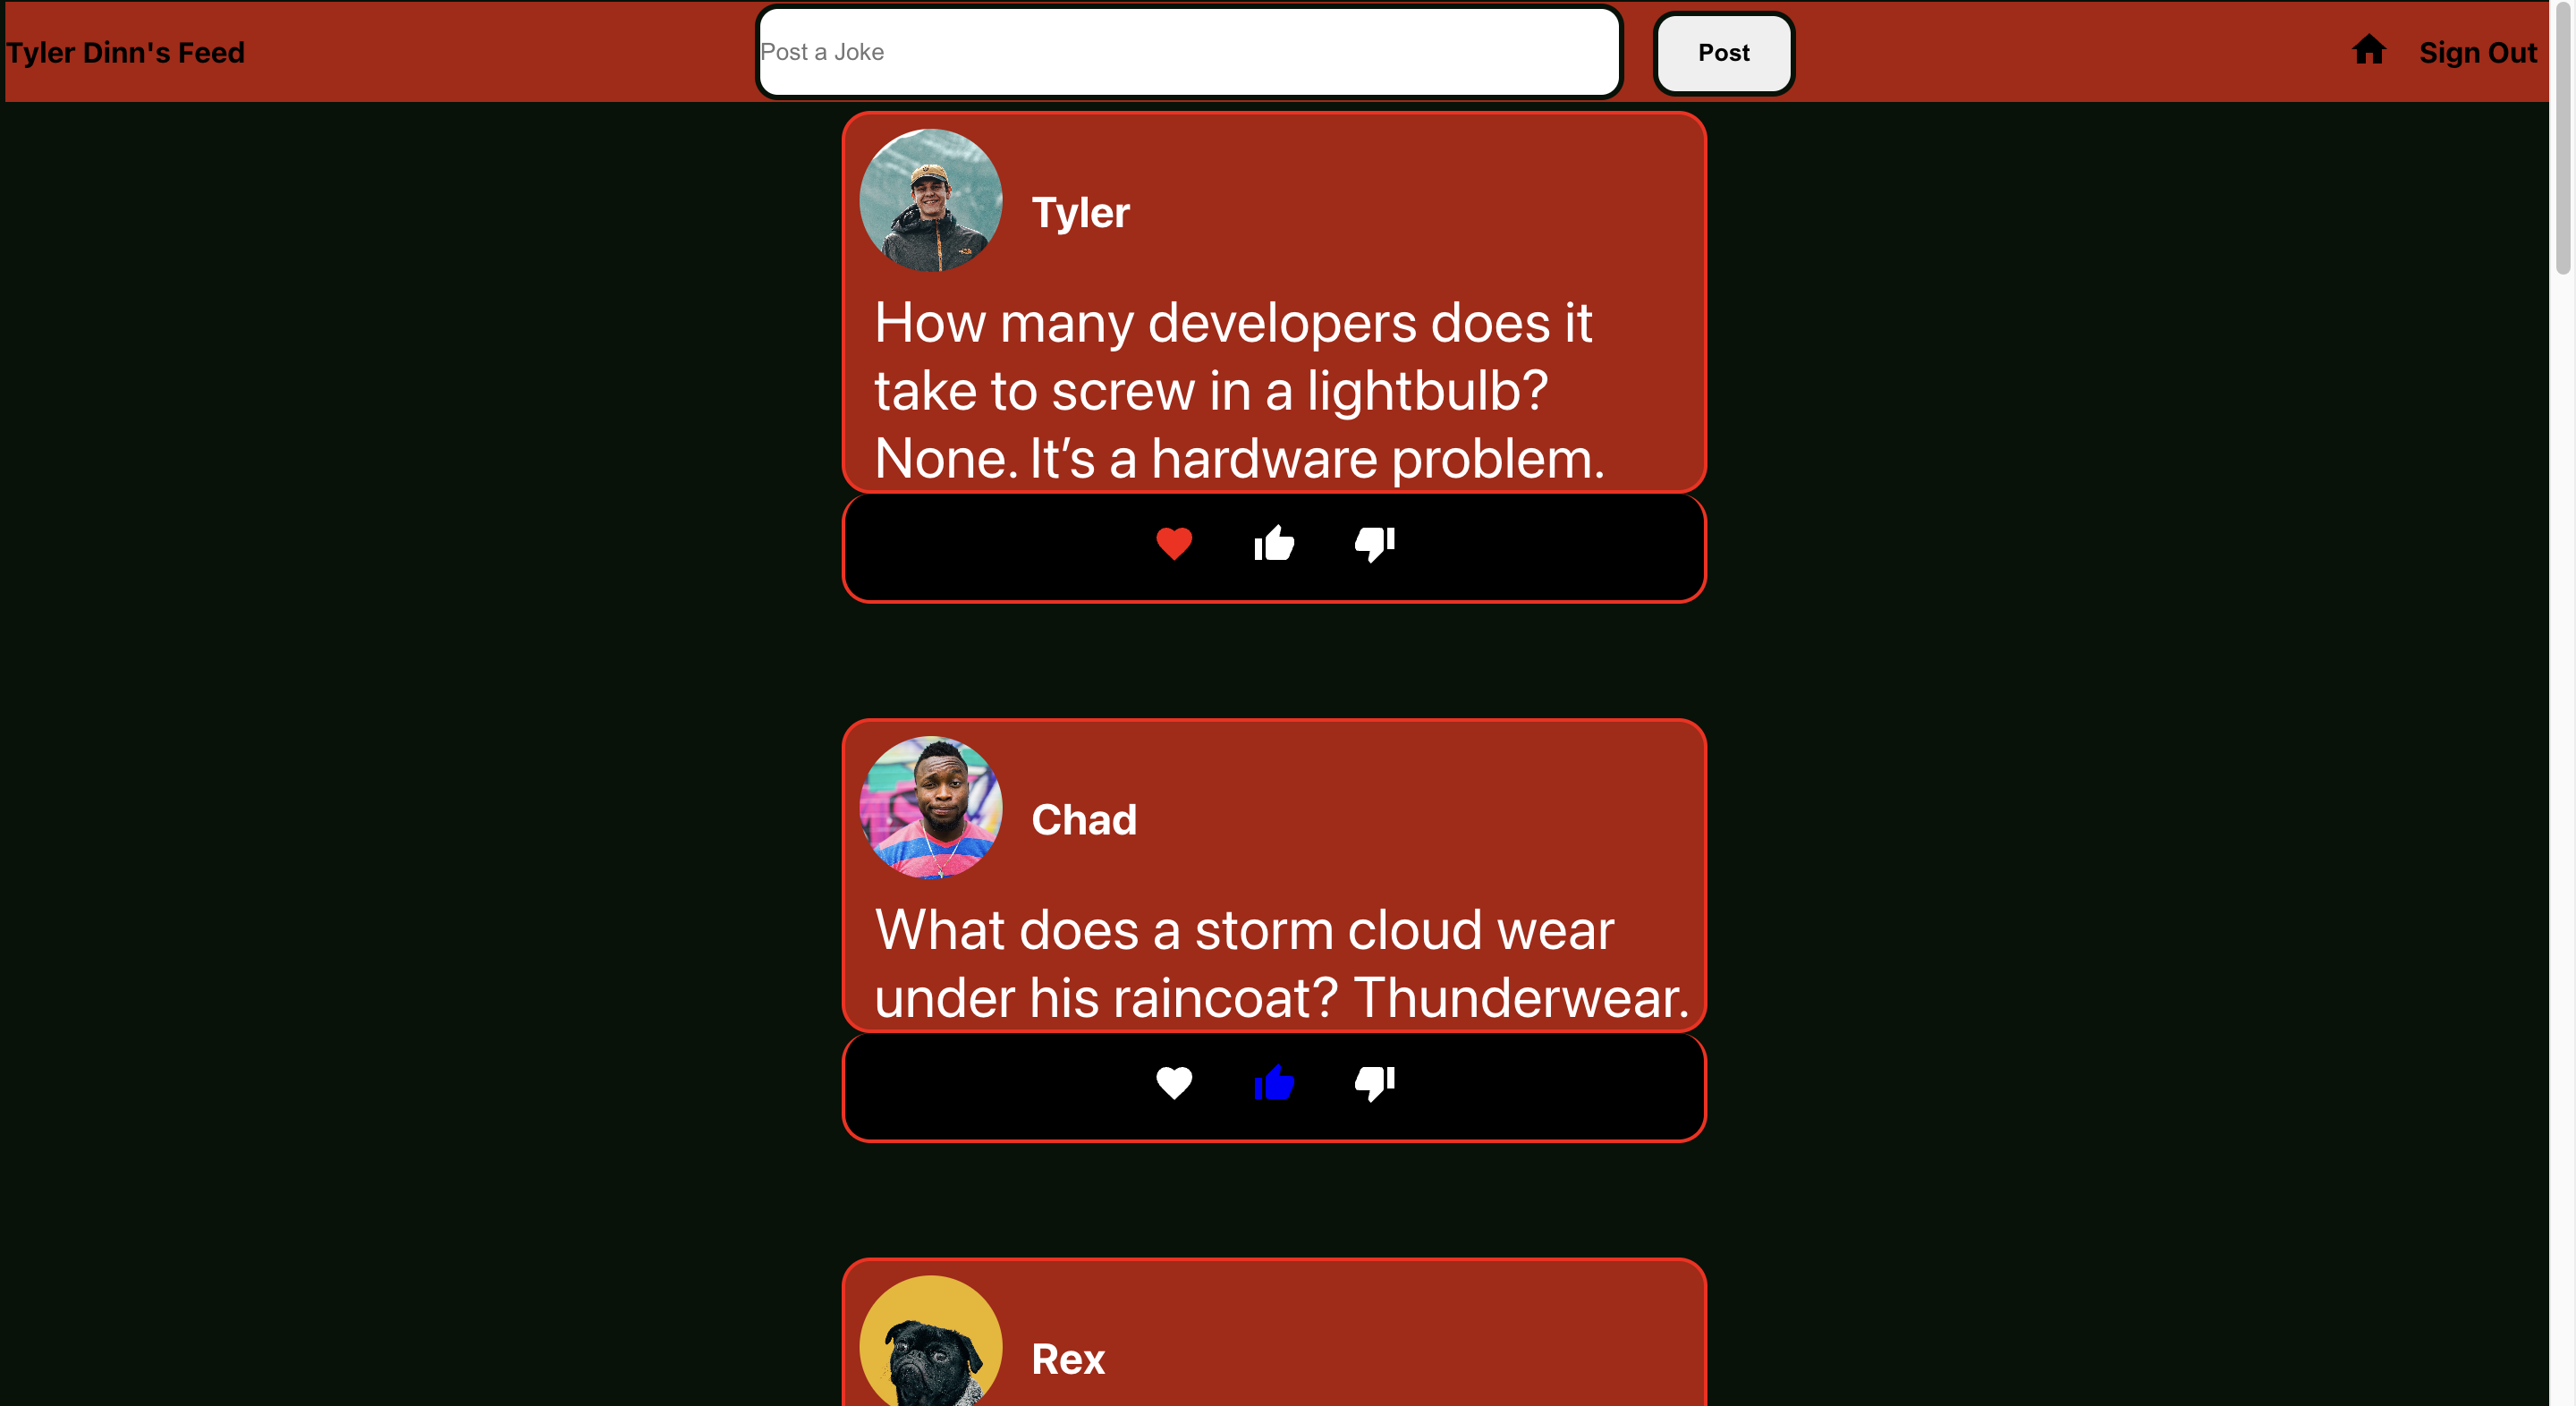 Tyler Dinn's Feed
Post a Joke
Post
Sign Out
Tyler
How many developers does it
take to screw in a lightbulb?
None. It’s a hardware problem.
Chad
What does a storm cloud wear
under his raincoat? Thunderwear.
Rex